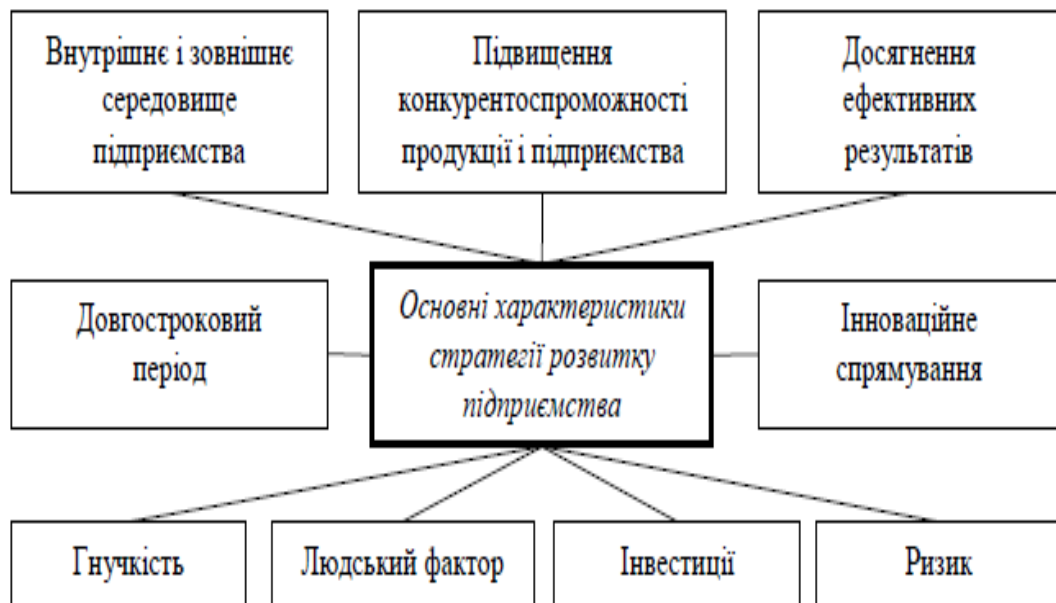 Внутрішнє і зовнішнє
середовище
підприємства
Підвищення
конкурентоспроможності
продукції і підприємства
Досягнення
ефективних
результатів
Довгостроковий
період
Основні характеристики
стратегії розвитку
підприємства
Інноваційне
спрямування
Гнучкість
Людський фактор
Інвестиції
Ризик